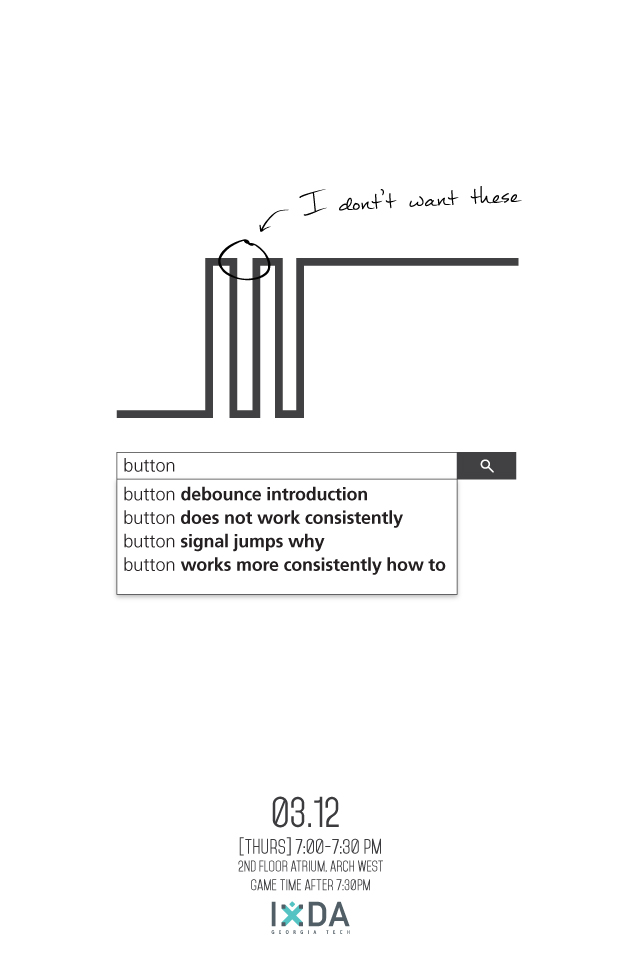 I don't want these
button
button debounce introduction
button does not work consistently
button signal jumps why
button works more consistently how to
03.12
[THURS] 7:00-7:30 PM
2ND FLOOR ATRIUM, ARCH WEST
GAME TIME AFTER 7:30PM
IXDA
GEORGIA TECH